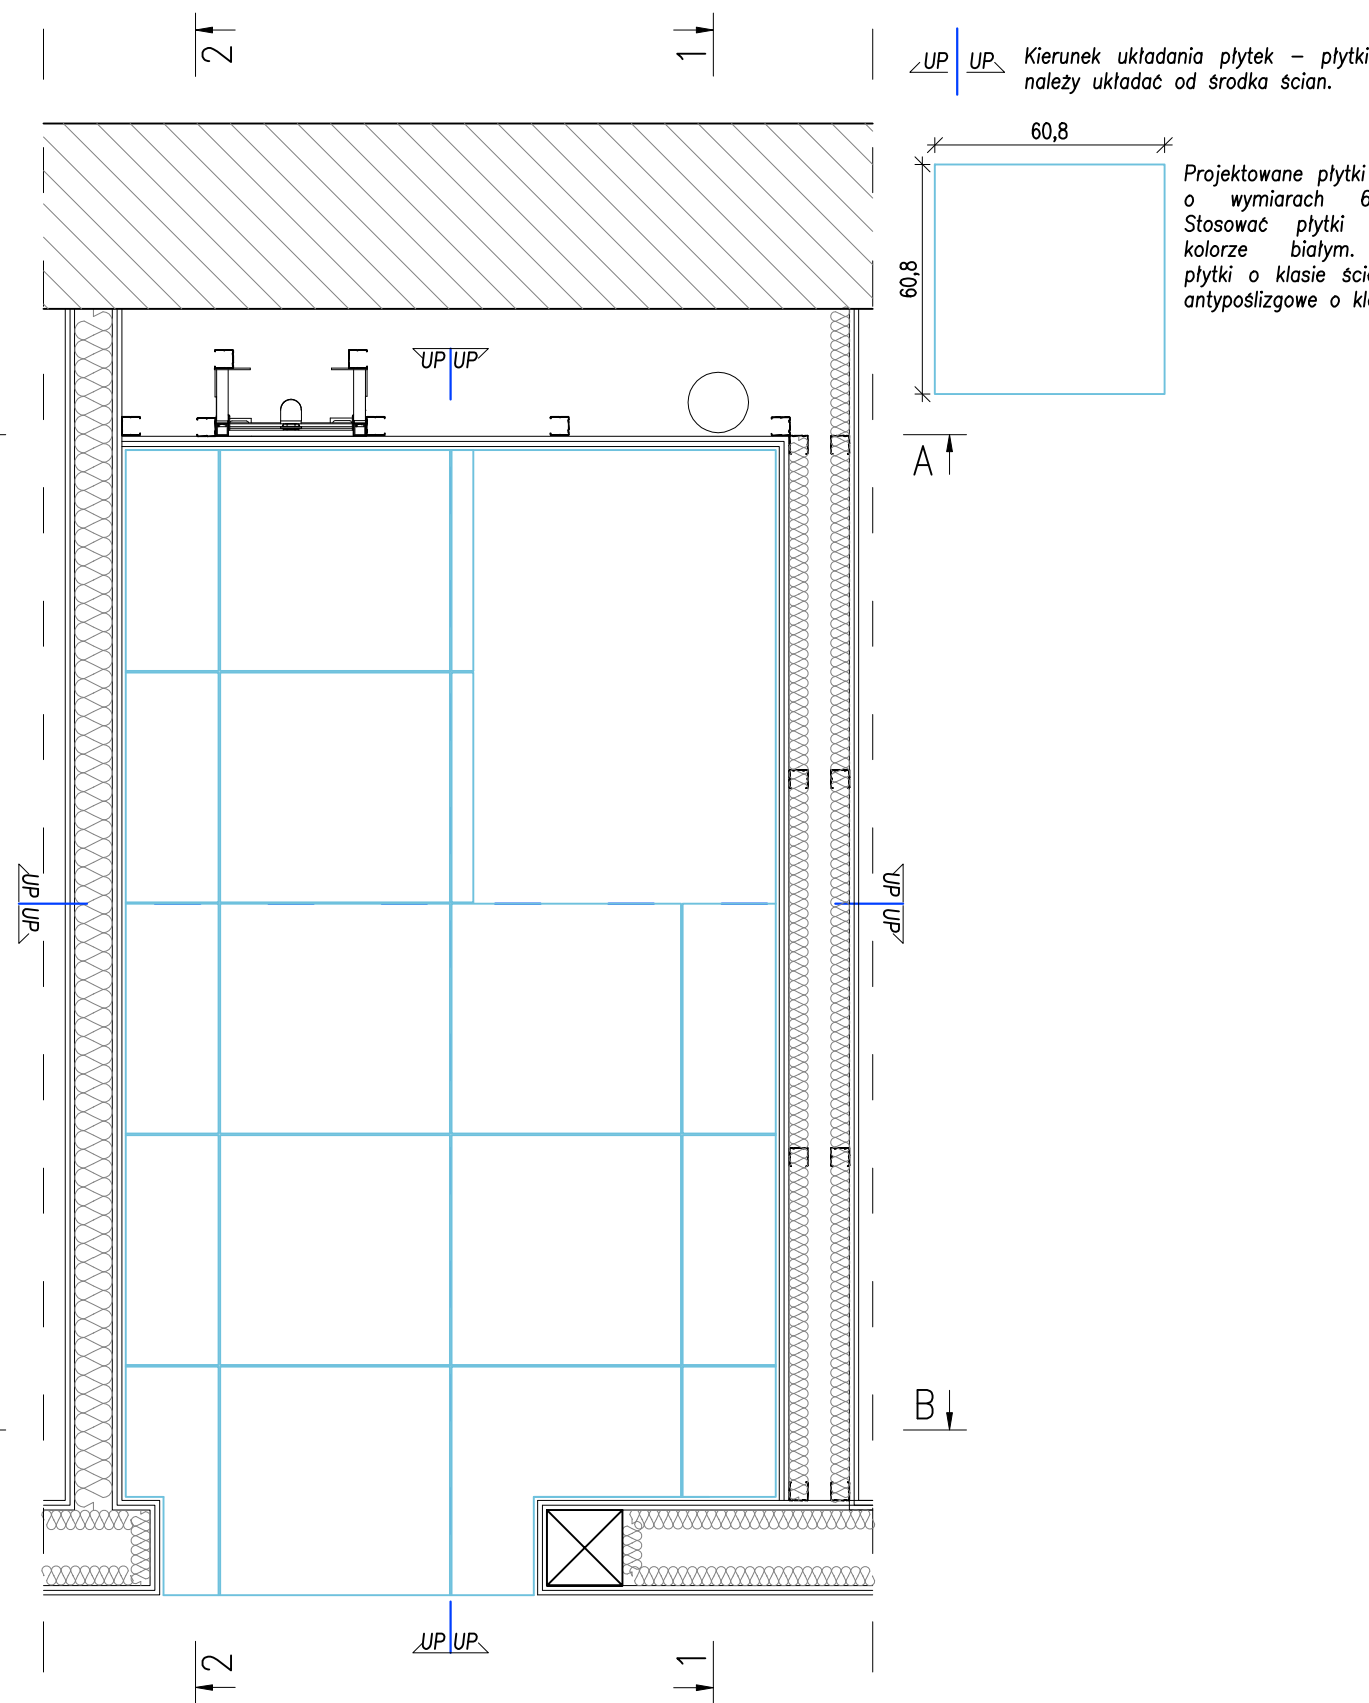 2
1
UP UP Kierunek układania płytek – płytki
należy układać od środka ścian.
60,8
60,8
Projektowane płytki
o wymiarach 6
Stosować płytki
kolorze białym.
płytki o klasie
antypoślizgowe o
UP UP
A
UP UP
UP UP
B
UP UP
2
1